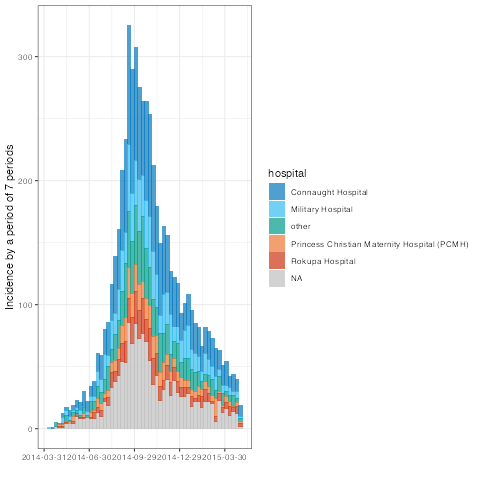 Incidence by a period of 7 periods
300
200
100
0
2014-03-31 2014-06-30 2014-09-29 2014-12-29 2015-03-30
hospital
Connaught Hospital
Military Hospital
other
Princess Christian Maternity Hospital (PCMH)
Rokupa Hospital
NA